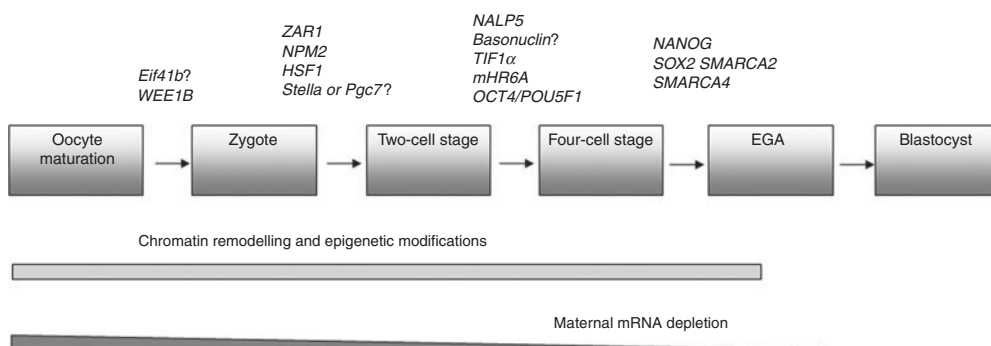 Eif41b?
WEE1B
ZAR1
NPM2
HSF1
Stella or Pgc7?
NALP5
Basonuclin?
TIF1α
mHR6A
OCT4/POU5F1
NANOG
SOX2 SMARCA2
SMARCA4
Oocyte
maturation
Zygote
Two-cell stage
Four-cell stage
EGA
Blastocyst
Chromatin remodelling and epigenetic modifications
Maternal mRNA depletion